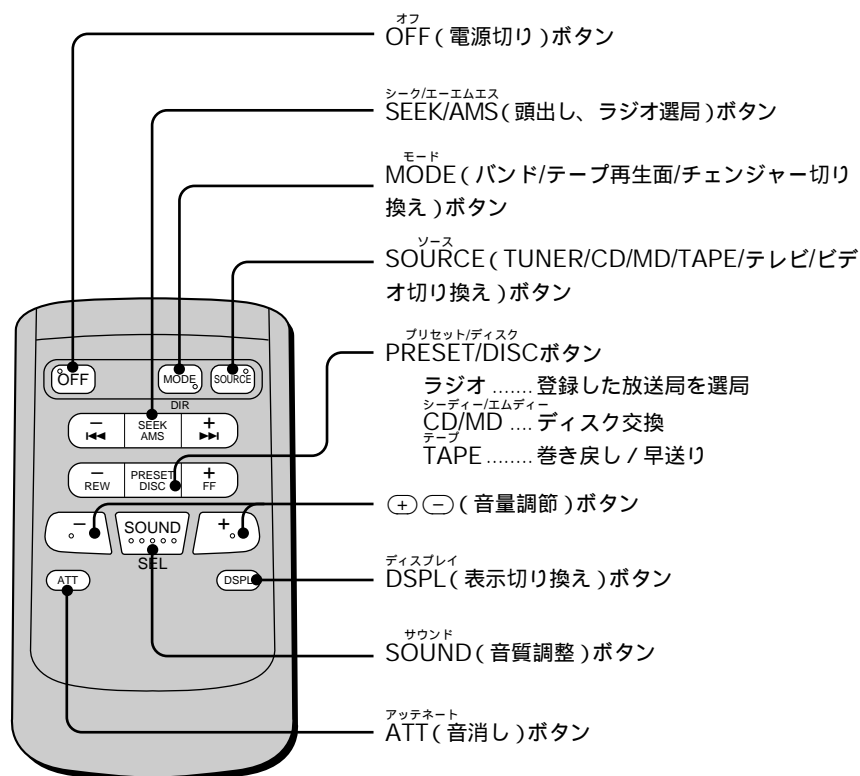 オフ
OFF(電源切り)ボタン
シーク/エーエムエス
SEEK/AMS(頭出し、ラジオ選局)ボタン
モード
MODE(バンド/テープ再生面/チェンジャー切り
換え)ボタン
ソース
SOURCE(TUNER/CD/MD/TAPE/テレビ/ビデ
オ切り換え)ボタン
プリセット/ディスク
PRESET/DISCボタン
ラジオ.......登録した放送局を選局
シーディー/エムディー
CD/MD ....ディスク交換
テープ
TAPE........巻き戻し/早送り
+ - (音量調節)ボタン
ディスプレイ
DSPL(表示切り換え)ボタン
サウンド
SOUND(音質調整)ボタン
アッテネート
ATT(音消し)ボタン
OFF MODE SOURCE
DIR
- SEEK +
⏮ AMS ⏭
- PRESET +
REW DISC FF
- SOUND +
SEL
ATT DSPL